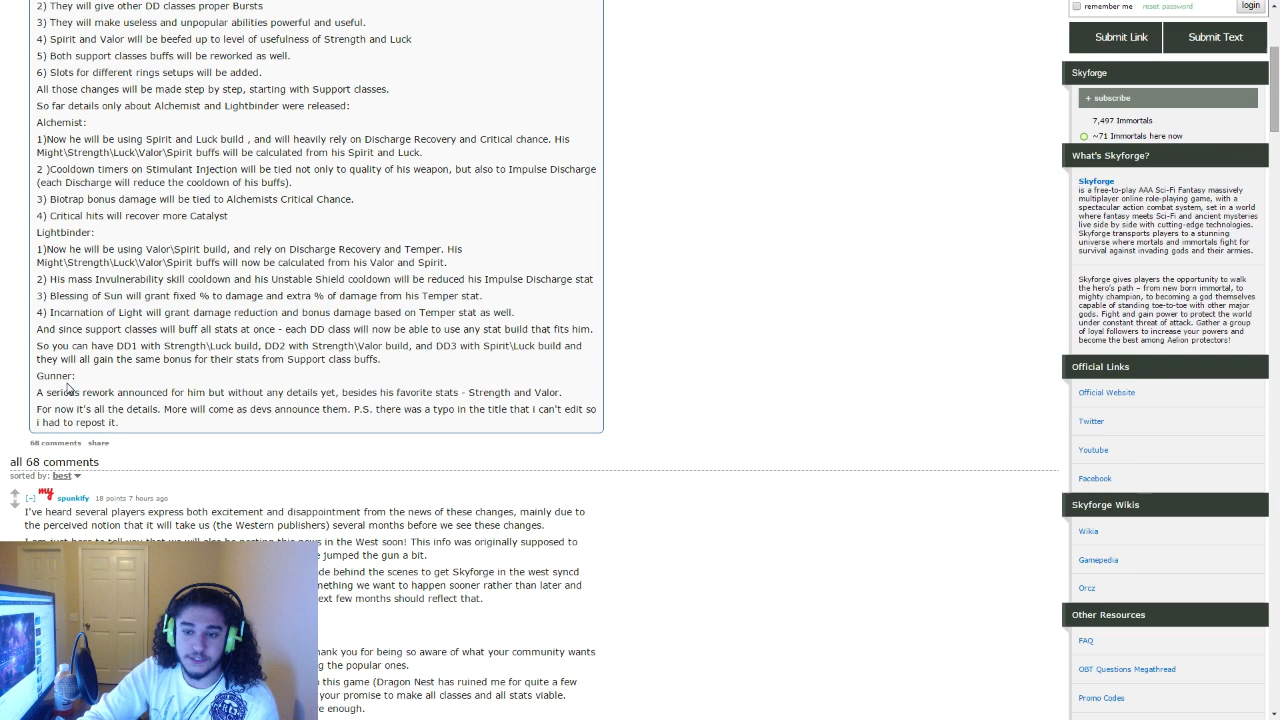 2) They will give other DD classes proper Bursts
3) They will make useless and unpopular abilities powerful and useful.
4) Spirit and Valor will be beefed up to level of usefulness of Strength and Luck
5) Both support classes buffs will be reworked as well.
6) Slots for different rings setups will be added.
All those changes will be made step by step, starting with Support classes.
So far details only about Alchemist and Lightbinder were released:
Alchemist:
1)Now he will be using Spirit and Luck build , and will heavily rely on Discharge Recovery and Critical chance. His
Might\Strength\Luck\Valor\Spirit buffs will be calculated from his Spirit and Luck.
2 )Cooldown timers on Stimulant Injection will be tied not only to quality of his weapon, but also to Impulse Discharge
(each Discharge will reduce the cooldown of his buffs).
3) Biotrap bonus damage will be tied to Alchemists Critical Chance.
4) Critical hits will recover more Catalyst
Lightbinder:
1)Now he will be using Valor\Spirit build, and rely on Discharge Recovery and Temper. His
Might\Strength\Luck\Valor\Spirit buffs will now be calculated from his Valor and Spirit.
2) His mass Invulnerability skill cooldown and his Unstable Shield cooldown will be reduced his Impulse Discharge stat
3) Blessing of Sun will grant fixed % to damage and extra % of damage from his Temper stat.
4) Incarnation of Light will grant damage reduction and bonus damage based on Temper stat as well.
And since support classes will buff all stats at once - each DD class will now be able to use any stat build that fits him.
So you can have DD1 with Strength\Luck build, DD2 with Strength\Valor build, and DD3 with Spirit\Luck build and
they will all gain the same bonus for their stats from Support class buffs.
Gunner:
A serious rework announced for him but without any details yet, besides his favorite stats - Strength and Valor.
For now it's all the details. More will come as devs announce them. P.S. there was a typo in the title that i can't edit so
i had to repost it.
68 comments share
all 68 comments
sorted by: best
[-] my spunkify 18 points 7 hours ago
I've heard several players express both excitement and disappointment from the news of these changes, mainly due to
the perceived notion that it will take us (the Western publishers) several months before we see these changes.
I am just here to tell you that we will also be posting this news in the West soon! This info was originally supposed to
jumped the gun a bit.
de behind the scenes to get Skyforge in the west syncd
mething we want to happen sooner rather than later and
ext few months should reflect that.
ank you for being so aware of what your community wants
g the popular ones.
this game (Dragon Nest has ruined me for quite a few
your promise to make all classes and all stats viable.
e enough.
remember me reset password login
Submit Link Submit Text
Skyforge
+ subscribe
7,497 Immortals
~71 Immortals here now
What's Skyforge?
Skyforge
is a free-to-play AAA Sci-Fi Fantasy massively
multiplayer online role-playing game, with a
spectacular action combat system, set in a world
where fantasy meets Sci-Fi and ancient mysteries
live side by side with cutting-edge technologies.
Skyforge transports players to a stunning
universe where mortals and immortals fight for
survival against invading gods and their armies.
Skyforge gives players the opportunity to walk
the hero's path – from new born immortal, to
mighty champion, to becoming a god themselves
capable of standing toe-to-toe with other major
gods. Fight and gain power to protect the world
under constant threat of attack. Gather a group
of loyal followers to increase your powers and
become the best among Aelion protectors!
Official Links
Official Website
Twitter
Youtube
Facebook
Skyforge Wikis
Wikia
Gamepedia
Orcz
Other Resources
FAQ
OBT Questions Megathread
Promo Codes